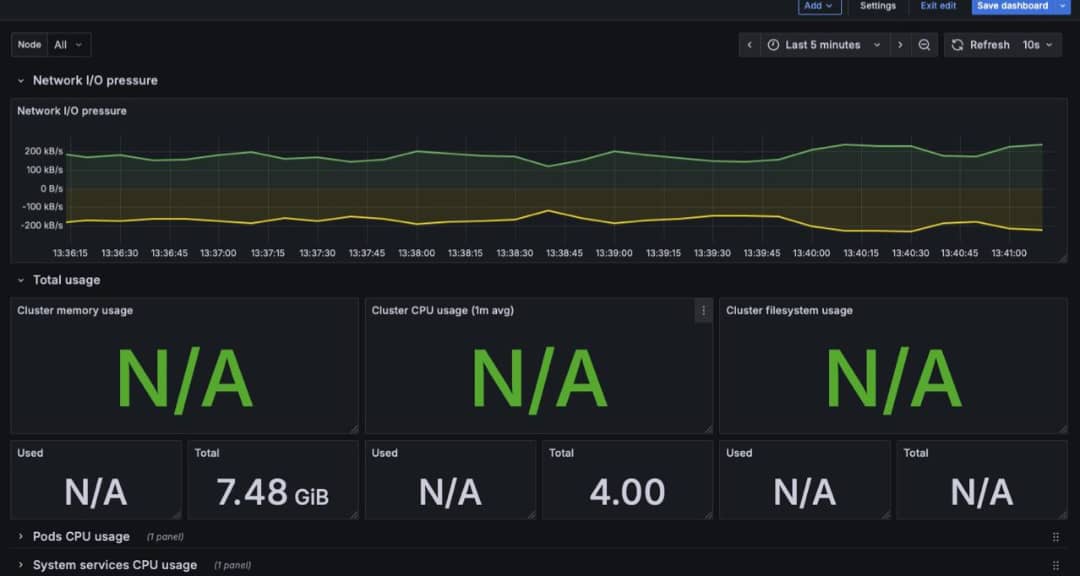 Add Settings Exit edit Save dashboard
Node All Last 5 minutes Refresh 10s
Network I/O pressure
Network I/O pressure
200 kB/s
100 kB/s
0 B/s
-100 kB/s
-200 kB/s
13:36:15 13:36:30 13:36:45 13:37:00 13:37:15 13:37:30 13:37:45 13:38:00 13:38:15 13:38:30 13:38:45 13:39:00 13:39:15 13:39:30 13:39:45 13:40:00 13:40:15 13:40:30 13:40:45 13:41:00
Total usage
Cluster memory usage Cluster CPU usage (1m avg) Cluster filesystem usage
N/A N/A N/A
Used Total Used Total Used Total
N/A 7.48 GiB N/A 4.00 N/A N/A
Pods CPU usage (1 panel)
System services CPU usage (1 panel)